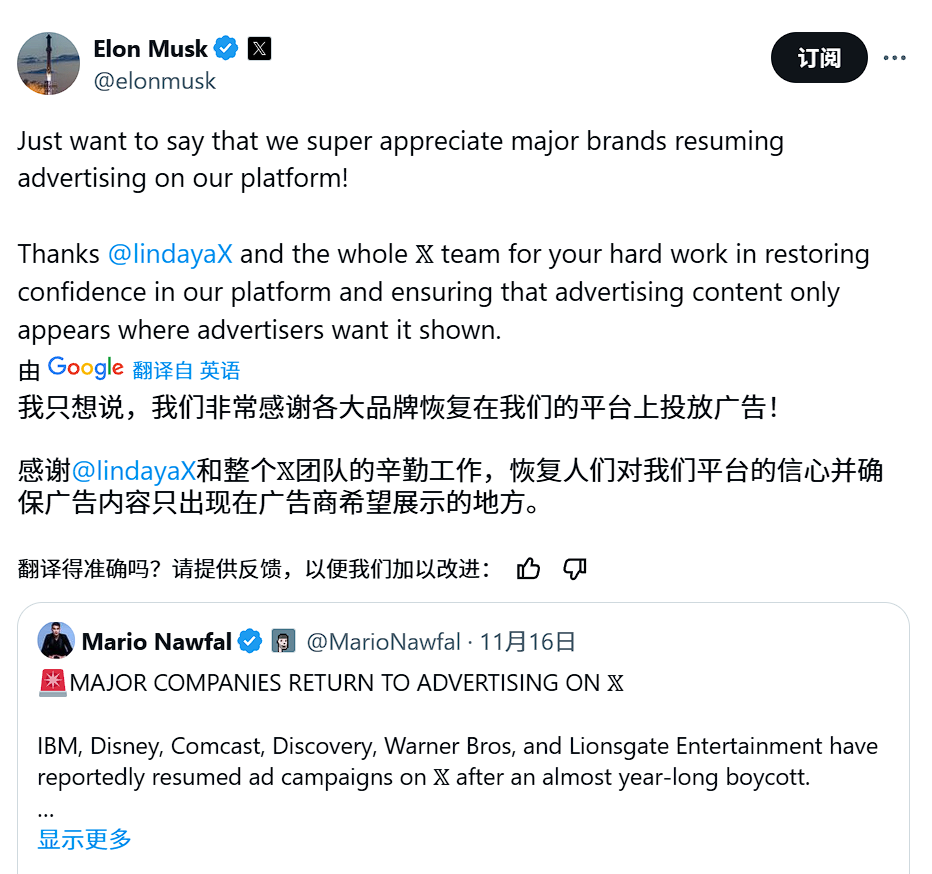 Elon Musk
@elonmusk
订阅
Just want to say that we super appreciate major brands resuming
advertising on our platform!
Thanks @lindayaX and the whole 𝕏 team for your hard work in restoring
confidence in our platform and ensuring that advertising content only
appears where advertisers want it shown.
由 Google 翻译自 英语
我只想说，我们非常感谢各大品牌恢复在我们的平台上投放广告！
感谢@lindayaX和整个𝕏团队的辛勤工作，恢复人们对我们平台的信心并确
保广告内容只出现在广告商希望展示的地方。
翻译得准确吗？请提供反馈，以便我们加以改进：
Mario Nawfal @MarioNawfal · 11月16日
🚨MAJOR COMPANIES RETURN TO ADVERTISING ON 𝕏
IBM, Disney, Comcast, Discovery, Warner Bros, and Lionsgate Entertainment have
reportedly resumed ad campaigns on 𝕏 after an almost year-long boycott.
...
显示更多